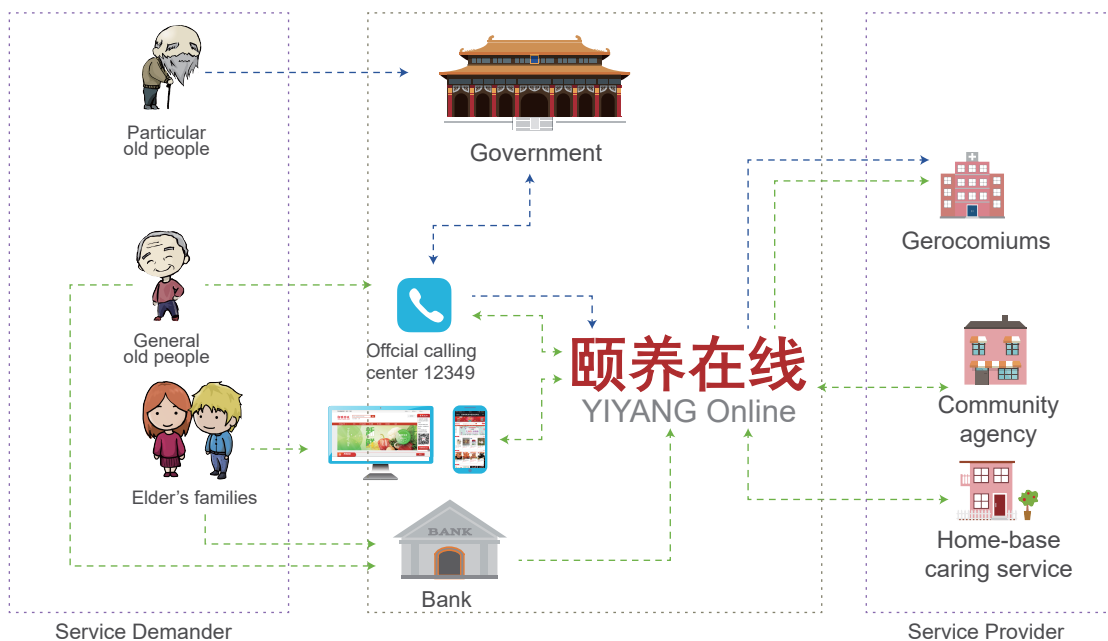 Particular
old people
Government
Gerocomiums
General
old people
Offcial calling
center 12349
颐养在线
YIYANG Online
Community
agency
Elder's families
BANK
Bank
Home-base
caring service
Service Demander
Service Provider